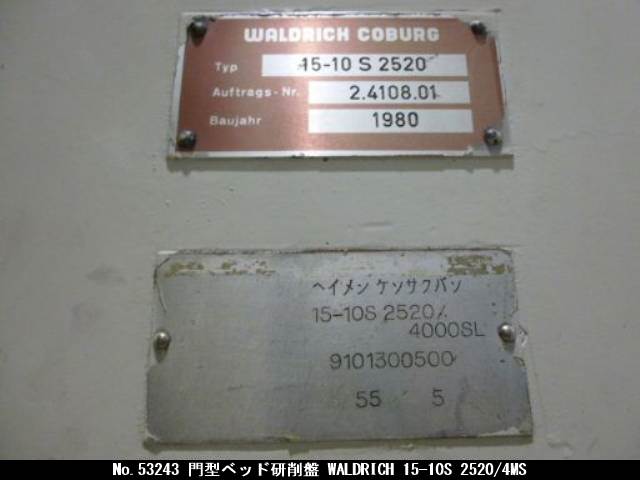 WALDRICH COBURG
Typ 15-10 S 2520
Auftrags-Nr. 2.4108.01
Baujahr 1980
ヘイメン ケンサクバン
15-10S 2520/
4000SL
9101300500
55 5
No.53243 門型ベッド研削盤 WALDRICH 15-10S 2520/4MS